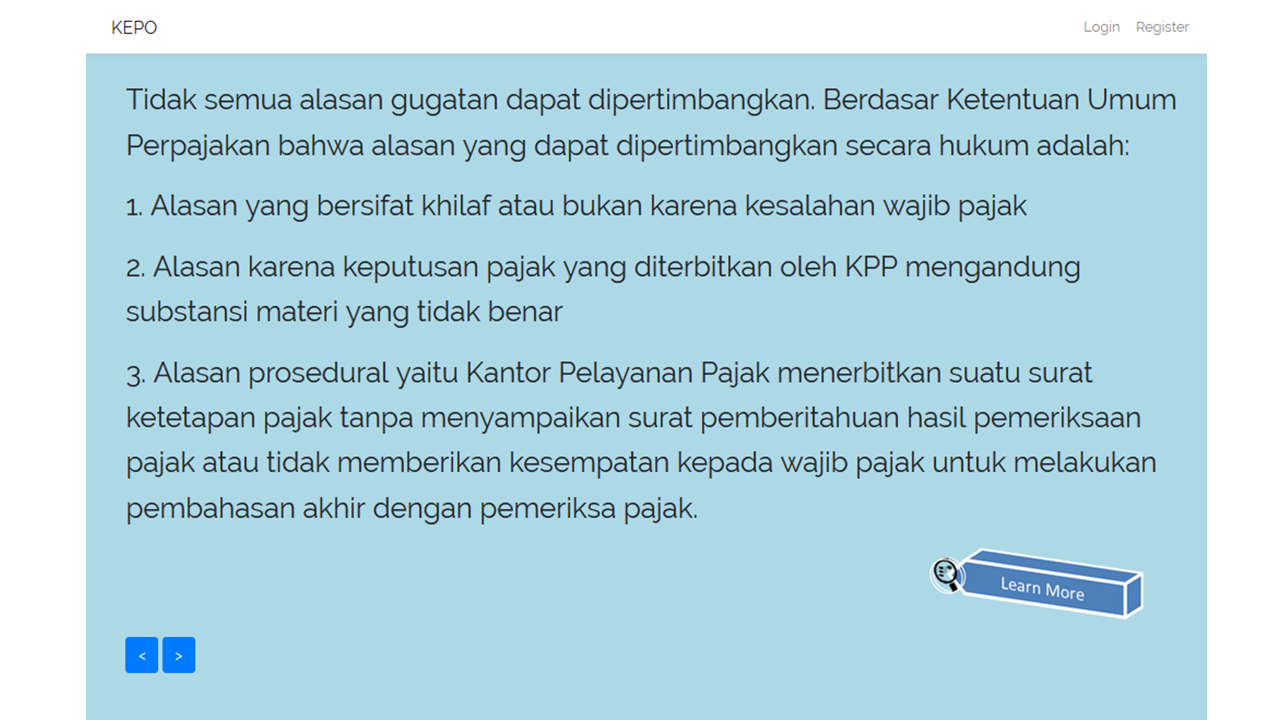 KEPO
Login Register
Tidak semua alasan gugatan dapat dipertimbangkan. Berdasar Ketentuan Umum
Perpajakan bahwa alasan yang dapat dipertimbangkan secara hukum adalah:
1. Alasan yang bersifat khilaf atau bukan karena kesalahan wajib pajak
2. Alasan karena keputusan pajak yang diterbitkan oleh KPP mengandung
substansi materi yang tidak benar
3. Alasan prosedural yaitu Kantor Pelayanan Pajak menerbitkan suatu surat
ketetapan pajak tanpa menyampaikan surat pemberitahuan hasil pemeriksaan
pajak atau tidak memberikan kesempatan kepada wajib pajak untuk melakukan
pembahasan akhir dengan pemeriksa pajak.
Learn More
< >